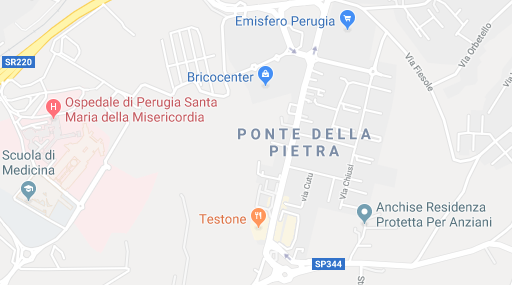 Emisfero Perugia
Via Orbetello
Via Fiesole
SR220
Bricocenter
Ospedale di Perugia Santa
Maria della Misericordia
H
PONTE DELLA
PIETRA
Scuola di
Medicina
Via Cutu
Via Chiusi
Testone
Anchise Residenza
Protetta Per Anziani
SP344